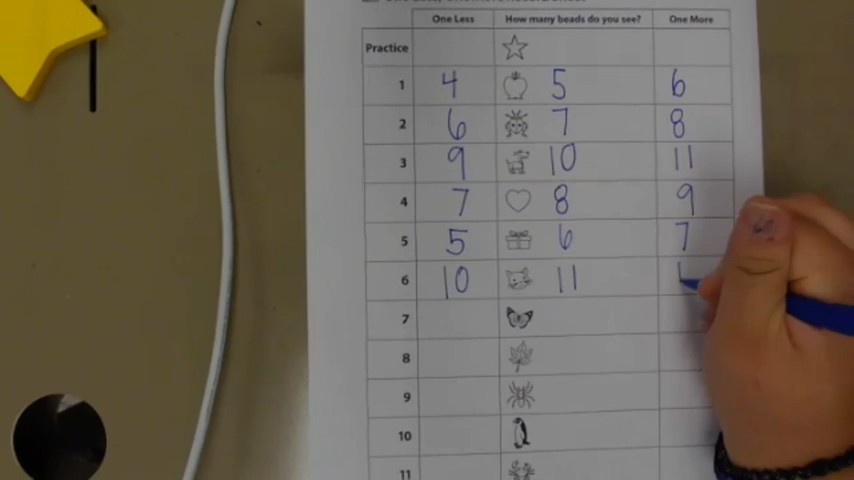 One Less How many beads do you see? One More
Practice
1 4 5 6
2 6 7 8
3 9 10 11
4 7 8 9
5 5 6 7
6 10 11 1
7
8
9
10
11